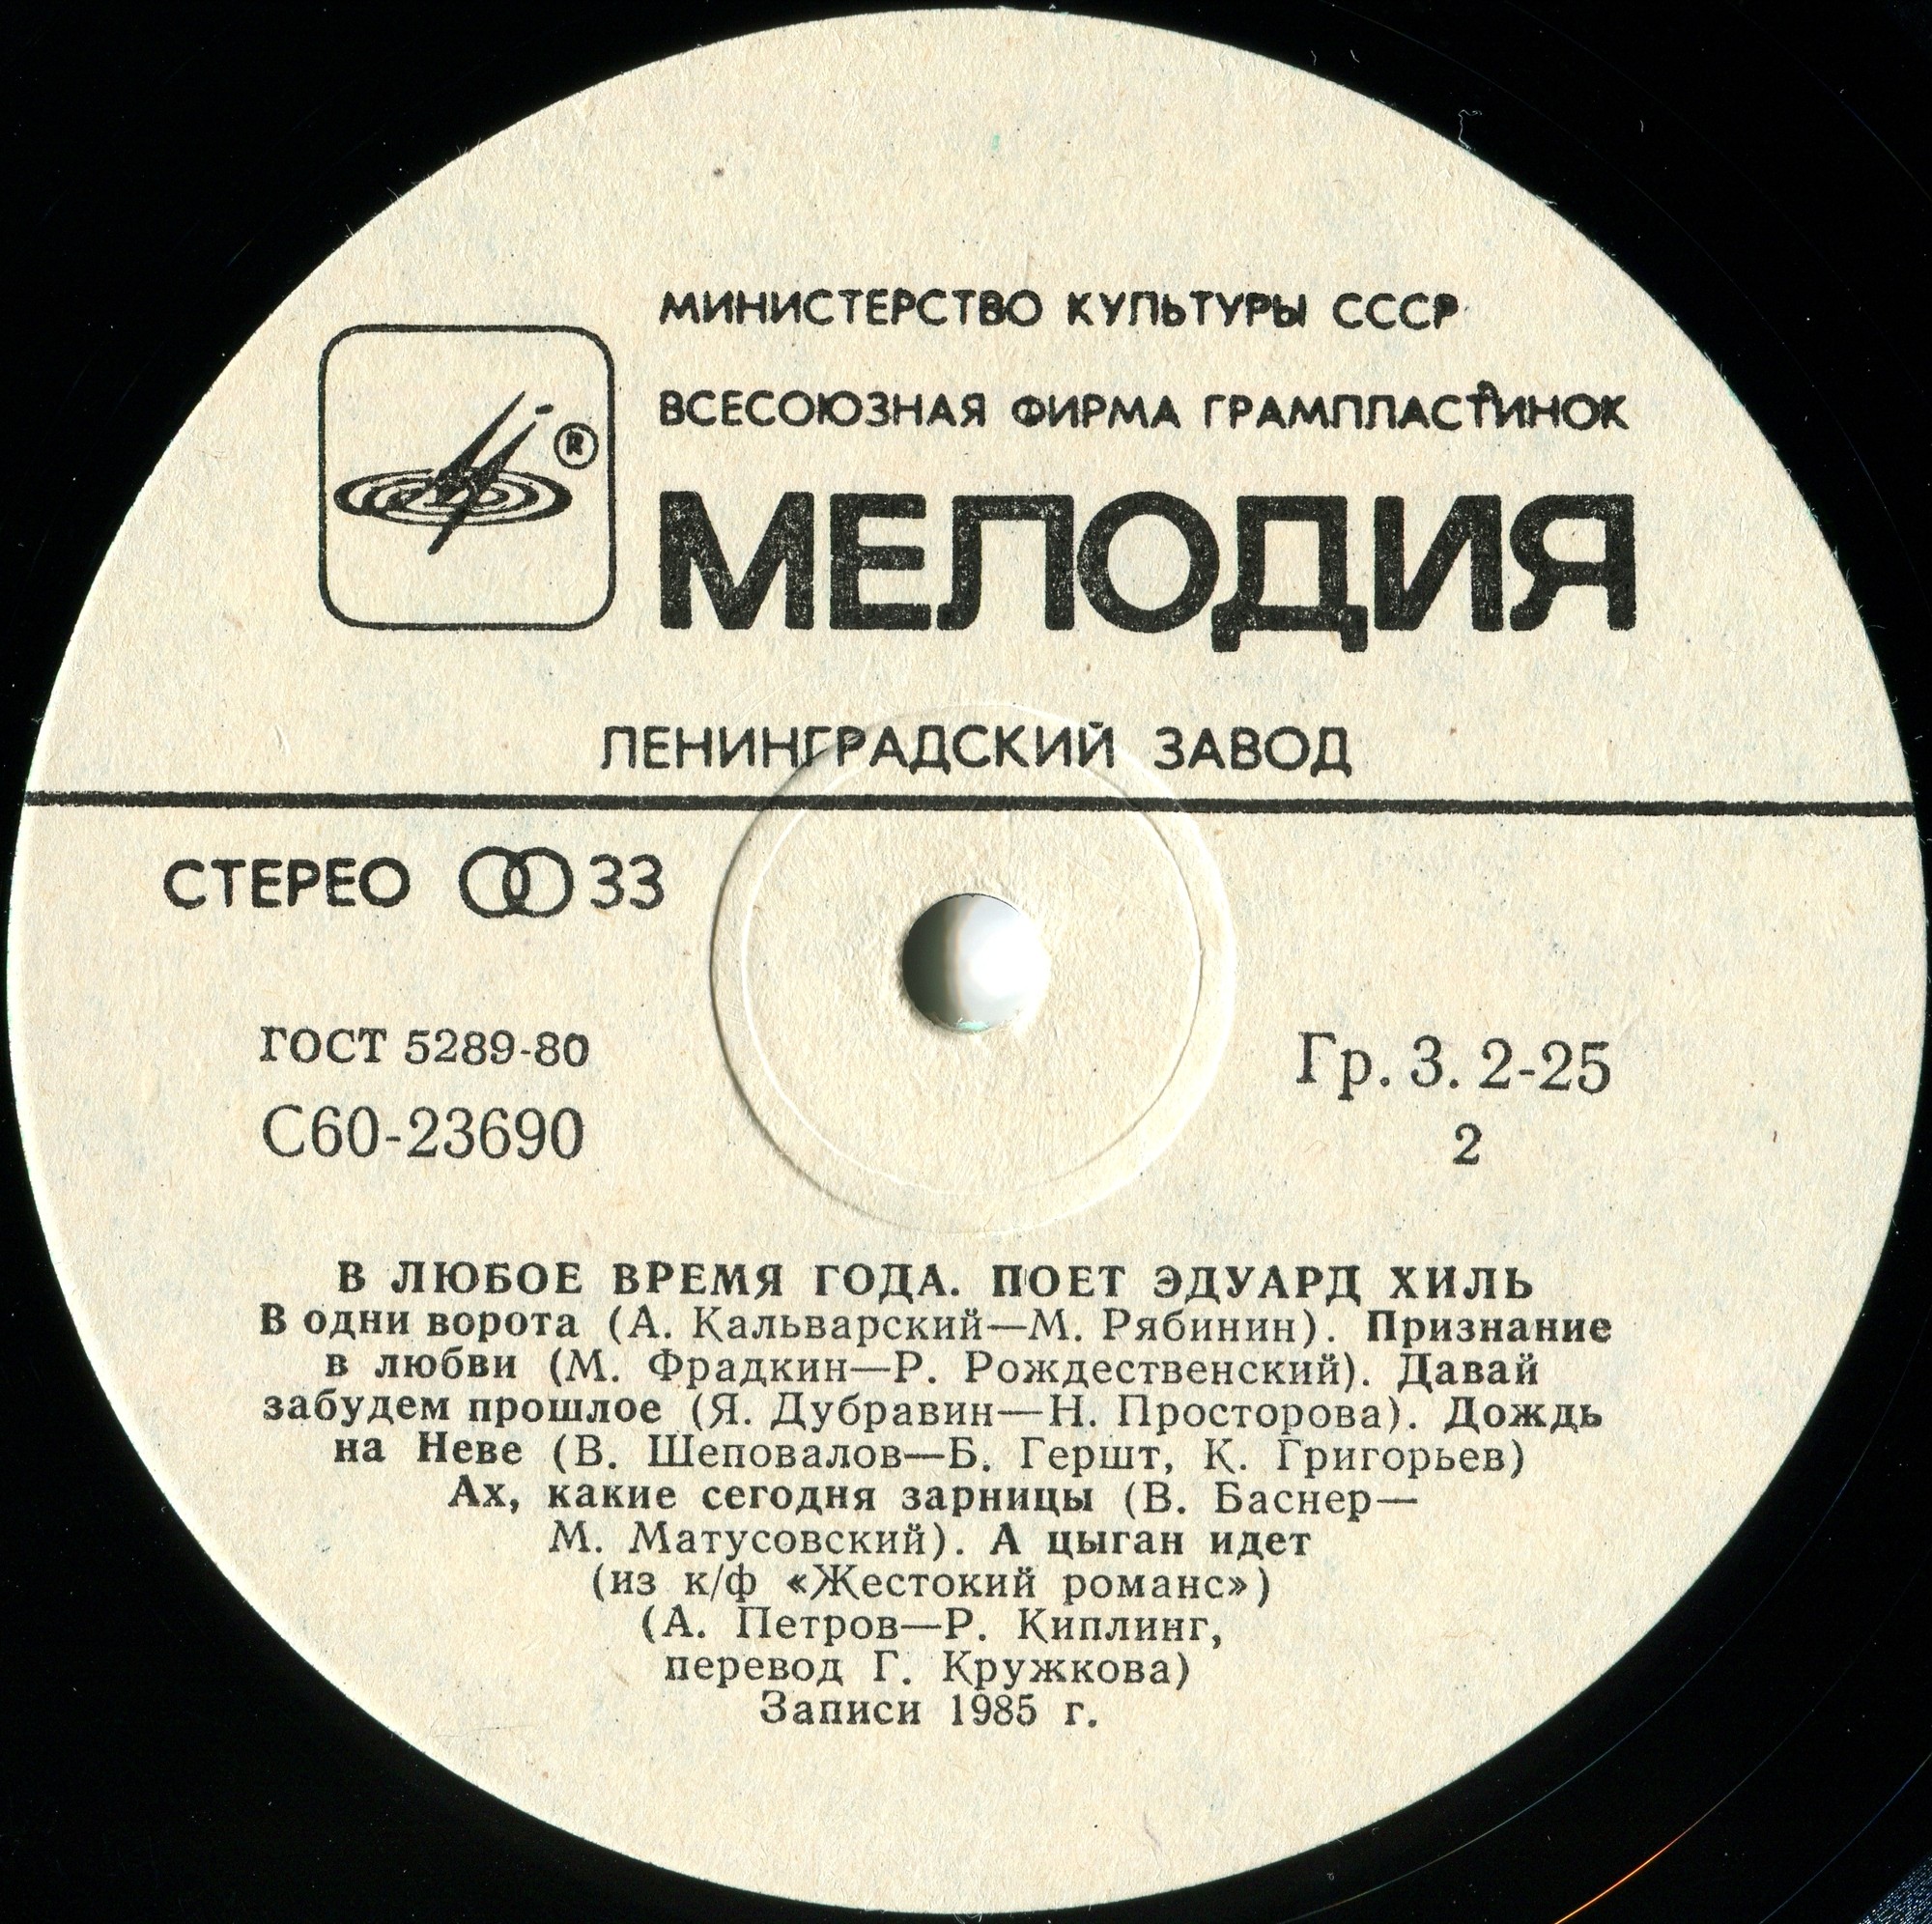 МИНИСТЕРСТВО КУЛЬТУРЫ СССР
ВСЕСОЮЗНАЯ ФИРМА ГРАМПЛАСТИНОК
®
МЕЛОДИЯ
ЛЕНИНГРАДСКИЙ ЗАВОД
СТЕРЕО 33
ГОСТ 5289-80
С60-23690
Гр. 3. 2-25
2
В ЛЮБОЕ ВРЕМЯ ГОДА. ПОЕТ ЭДУАРД ХИЛЬ
В одни ворота (А. Кальварский—М. Рябинин). Признание
в любви (М. Фрадкин—Р. Рождественский). Давай
забудем прошлое (Я. Дубравин—Н. Просторова). Дождь
на Неве (В. Шеповалов—Б. Гершт, К. Григорьев)
Ах, какие сегодня зарницы (В. Баснер—
М. Матусовский). А цыган идет
(из к/ф «Жестокий романс»)
(А. Петров—Р. Киплинг,
перевод Г. Кружкова)
Записи 1985 г.